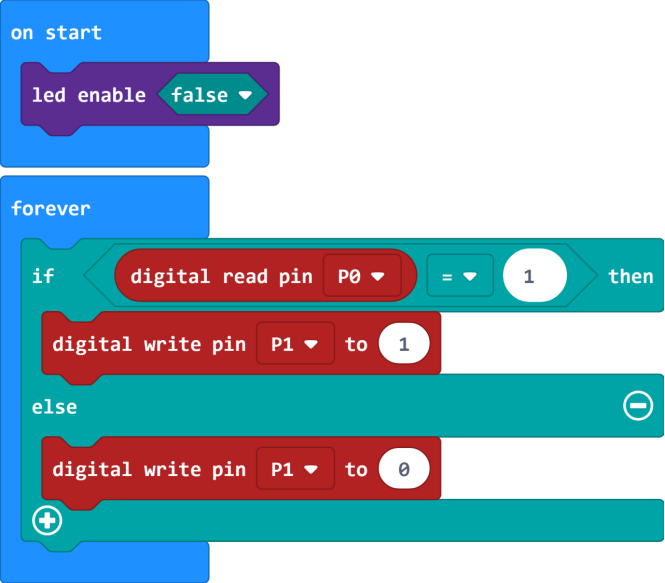 on start
led enable false
forever
if digital read pin P0 = 1 then
digital write pin P1 to 1
else
digital write pin P1 to 0